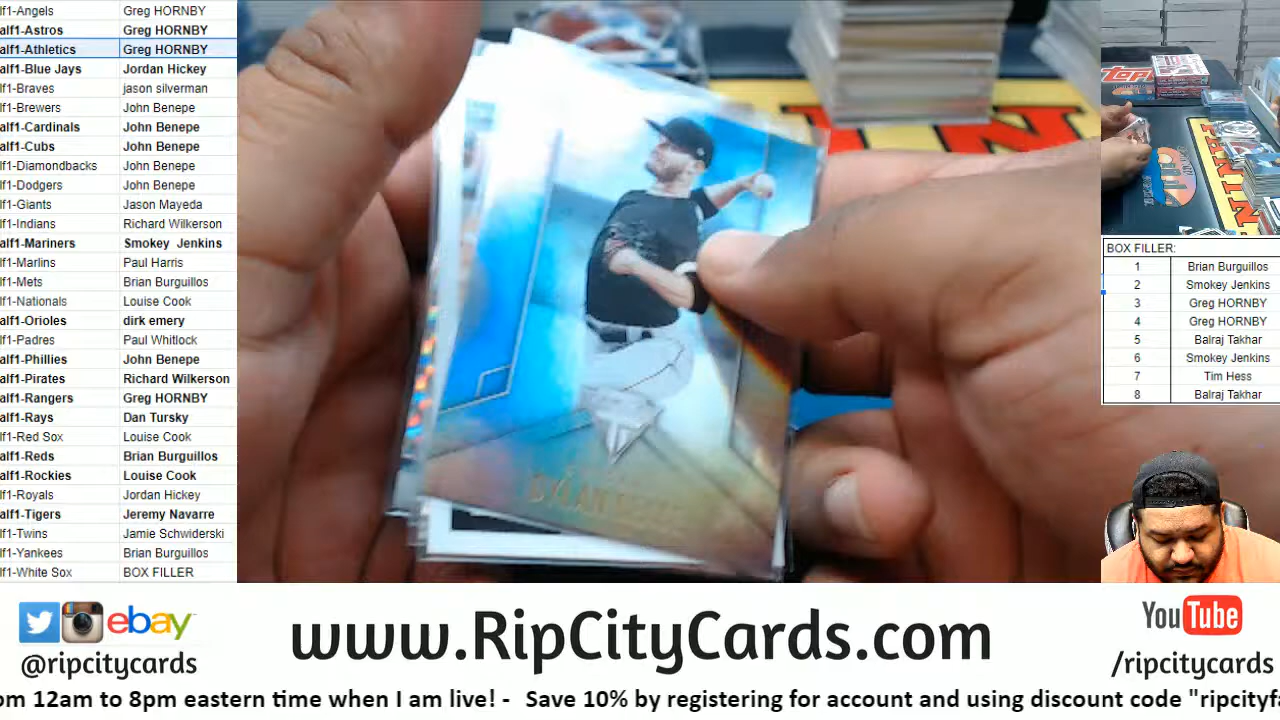 lf1-Angels Greg HORNBY
alf1-Astros Greg HORNBY
alf1-Athletics Greg HORNBY
alf1-Blue Jays Jordan Hickey
lf1-Braves jason silverman
lf1-Brewers John Benepe
alf1-Cardinals John Benepe
alf1-Cubs John Benepe
lf1-Diamondbacks John Benepe
lf1-Dodgers John Benepe
lf1-Giants Jason Mayeda
lf1-Indians Richard Wilkerson
alf1-Mariners Smokey Jenkins
lf1-Marlins Paul Harris
lf1-Mets Brian Burguillos
lf1-Nationals Louise Cook
alf1-Orioles dirk emery
lf1-Padres Paul Whitlock
alf1-Phillies John Benepe
alf1-Pirates Richard Wilkerson
alf1-Rangers Greg HORNBY
alf1-Rays Dan Tursky
lf1-Red Sox Louise Cook
alf1-Reds Brian Burguillos
alf1-Rockies Louise Cook
lf1-Royals Jordan Hickey
alf1-Tigers Jeremy Navarre
lf1-Twins Jamie Schwiderski
lf1-Yankees Brian Burguillos
lf1-White Sox BOX FILLER
BOX FILLER:
1 Brian Burguillos
2 Smokey Jenkins
3 Greg HORNBY
4 Greg HORNBY
5 Balraj Takhar
6 Smokey Jenkins
7 Tim Hess
8 Balraj Takhar
ebay
@ripcitycards
www.RipCityCards.com
YouTube
/ripcitycards
om 12am to 8pm eastern time when I am live! - Save 10% by registering for account and using discount code "ripcityfa